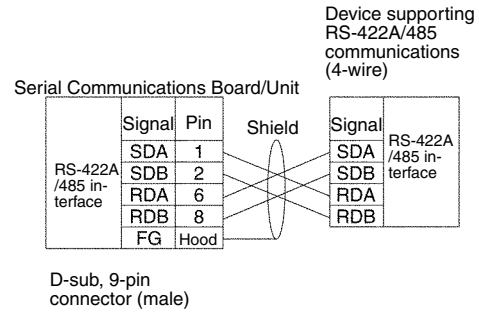 Device supporting
RS-422A/485
communications
(4-wire)
Serial Communications Board/Unit
Signal Pin
Shield
Signal
RS-422A
/485 in-
terface
SDA 1
SDB 2
RDA 6
RDB 8
FG Hood
SDA
SDB
RDA
RDB
RS-422A
/485 in-
terface
D-sub, 9-pin
connector (male)